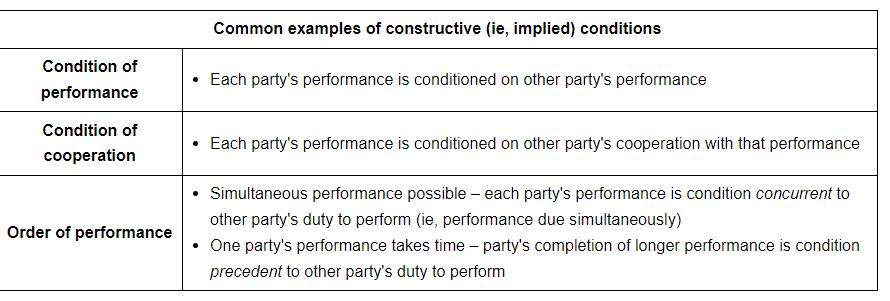 Common examples of constructive (ie, implied) conditions
Condition of
performance
• Each party's performance is conditioned on other party's performance
Condition of
cooperation
• Each party's performance is conditioned on other party's cooperation with that performance
Order of performance
• Simultaneous performance possible – each party's performance is condition concurrent to
other party's duty to perform (ie, performance due simultaneously)
• One party's performance takes time – party's completion of longer performance is condition
precedent to other party's duty to perform